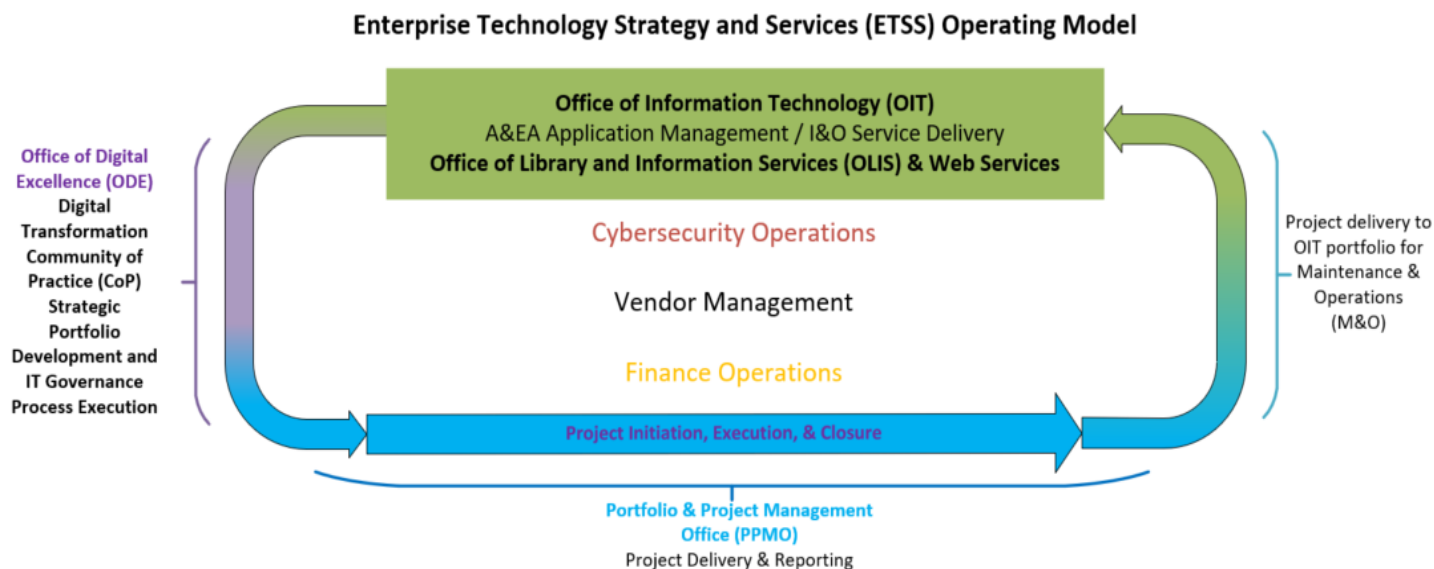 Enterprise Technology Strategy and Services (ETSS) Operating Model
Office of Information Technology (OIT)
A&EA Application Management / I&O Service Delivery
Office of Library and Information Services (OLIS) & Web Services
Office of Digital
Excellence (ODE)
Digital
Transformation
Community of
Practice (CoP)
Strategic
Portfolio
Development and
IT Governance
Process Execution
Cybersecurity Operations
Vendor Management
Finance Operations
Project delivery to
OIT portfolio for
Maintenance &
Operations
(M&O)
Project Initiation, Execution, & Closure
Portfolio & Project Management
Office (PPMO)
Project Delivery & Reporting